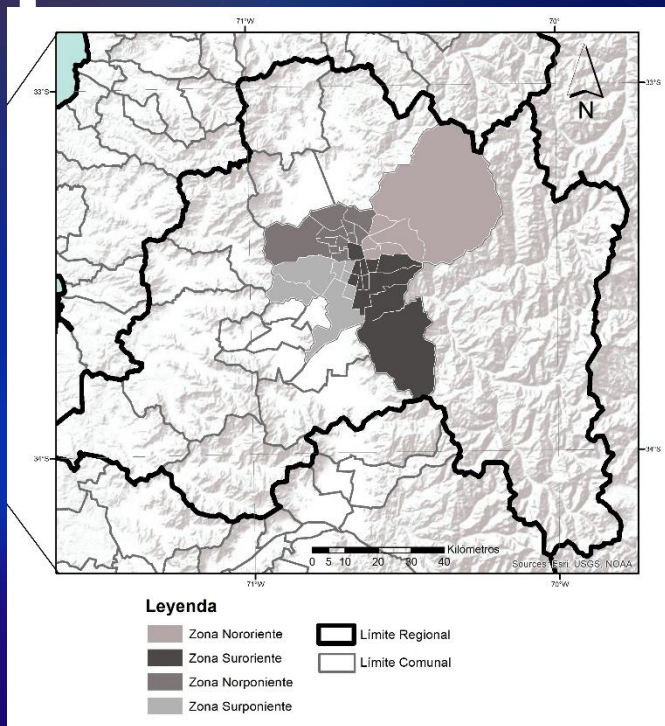 71°W 70°
33°S 33°S
N
34°S 34°S
Kilómetros
0 5 10 20 30 40
Sources: Esri, USGS, NOAA
71°W 70°W
Leyenda
Zona Nororiente
Zona Suroriente
Zona Norponiente
Zona Surponiente
Límite Regional
Límite Comunal